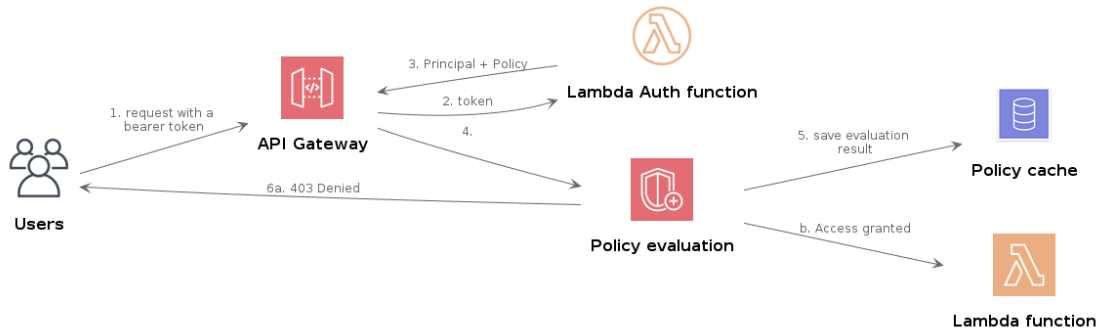 3. Principal + Policy
Lambda Auth function
2. token
1. request with a
bearer token
API Gateway
4.
5. save evaluation
result
Policy cache
6a. 403 Denied
Users
Policy evaluation
b. Access granted
Lambda function